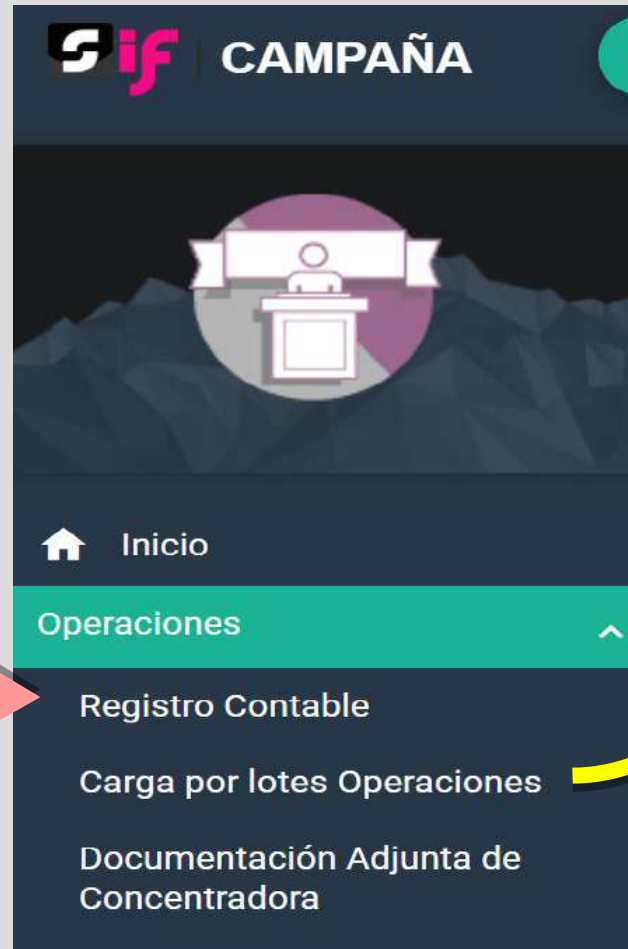 sif CAMPAÑA
Inicio
Operaciones
Registro Contable
Carga por lotes Operaciones
Documentación Adjunta de
Concentradora